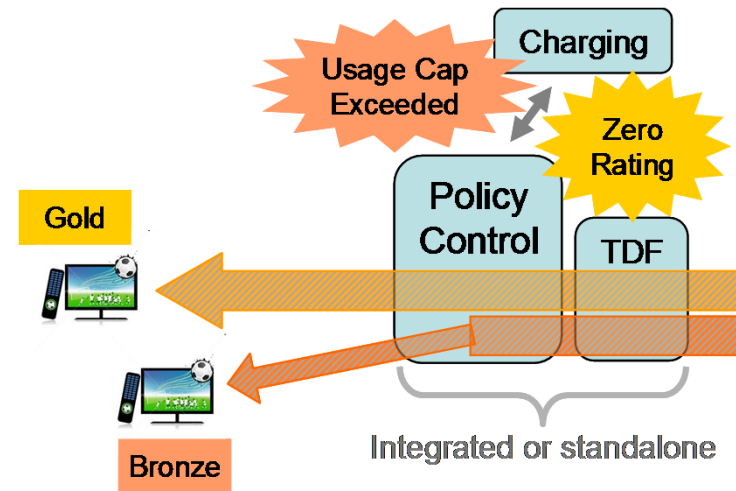 Charging
Usage Cap
Exceeded
Zero
Rating
Policy
Control
TDF
Gold
Bronze
Integrated or standalone